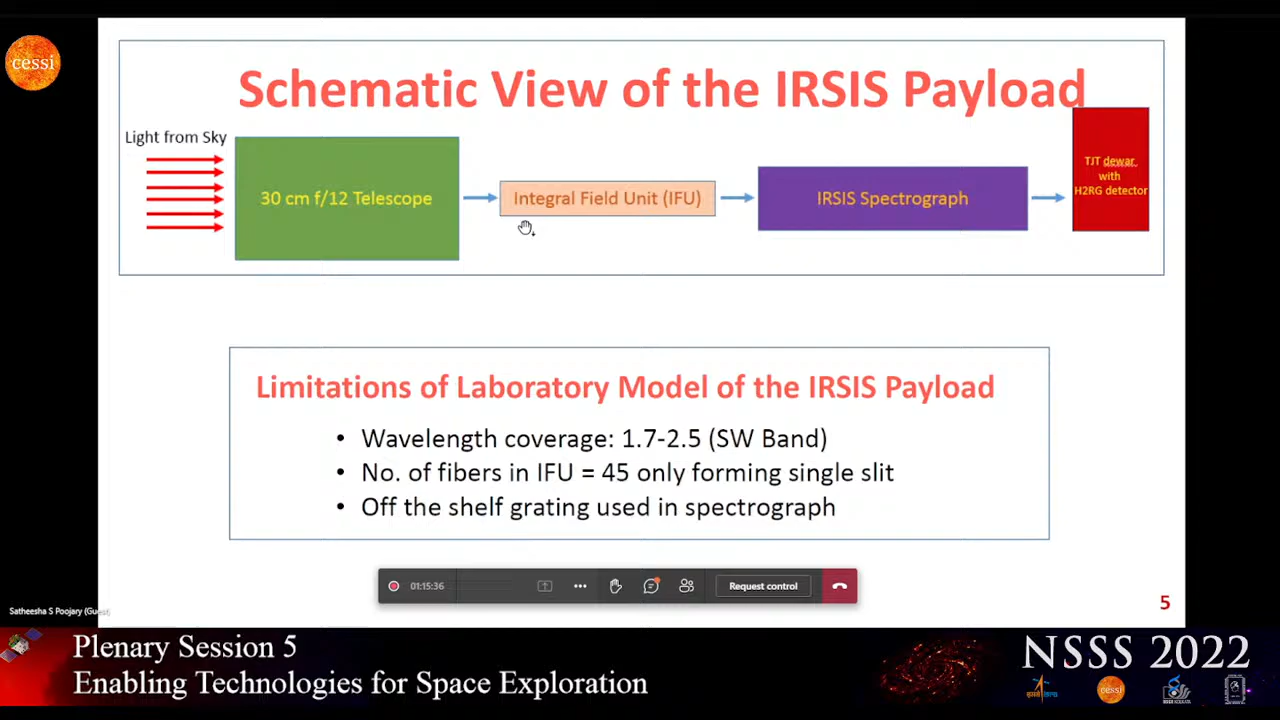 cessi
Schematic View of the IRSIS Payload
Light from Sky
30 cm f/12 Telescope
Integral Field Unit (IFU)
IRSIS Spectrograph
TJT dewar
with
H2RG detector
Limitations of Laboratory Model of the IRSIS Payload
• Wavelength coverage: 1.7-2.5 (SW Band)
• No. of fibers in IFU = 45 only forming single slit
• Off the shelf grating used in spectrograph
01:15:36
Request control
5
Satheesha S Poojary (Guest)
Plenary Session 5
Enabling Technologies for Space Exploration
NSSS 2022